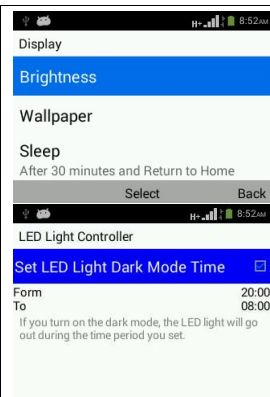 H+ 8:52AM
Display
Brightness
Wallpaper
Sleep
After 30 minutes and Return to Home
Select Back
H+ 8:52AM
LED Light Controller
Set LED Light Dark Mode Time
Form 20:00
To 08:00
If you turn on the dark mode, the LED light will go
out during the time period you set.